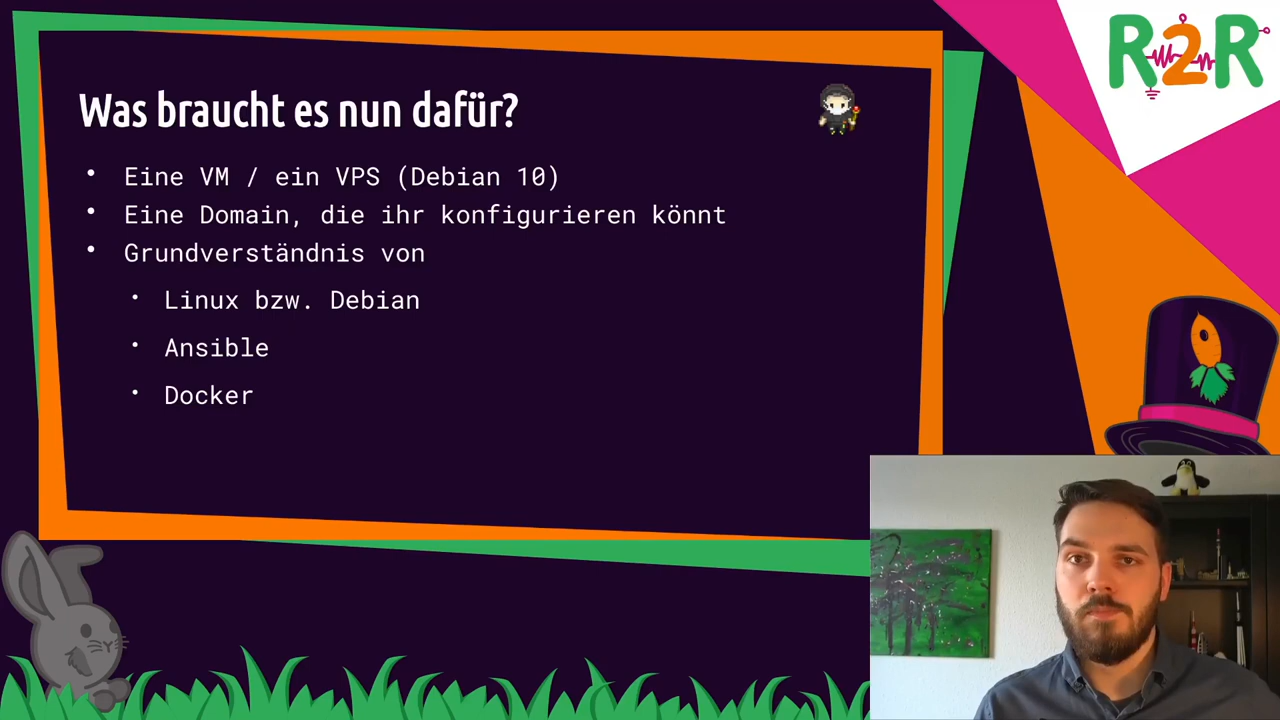 R2R
Was braucht es nun dafür?
• Eine VM / ein VPS (Debian 10)
• Eine Domain, die ihr konfigurieren könnt
• Grundverständnis von
• Linux bzw. Debian
• Ansible
• Docker